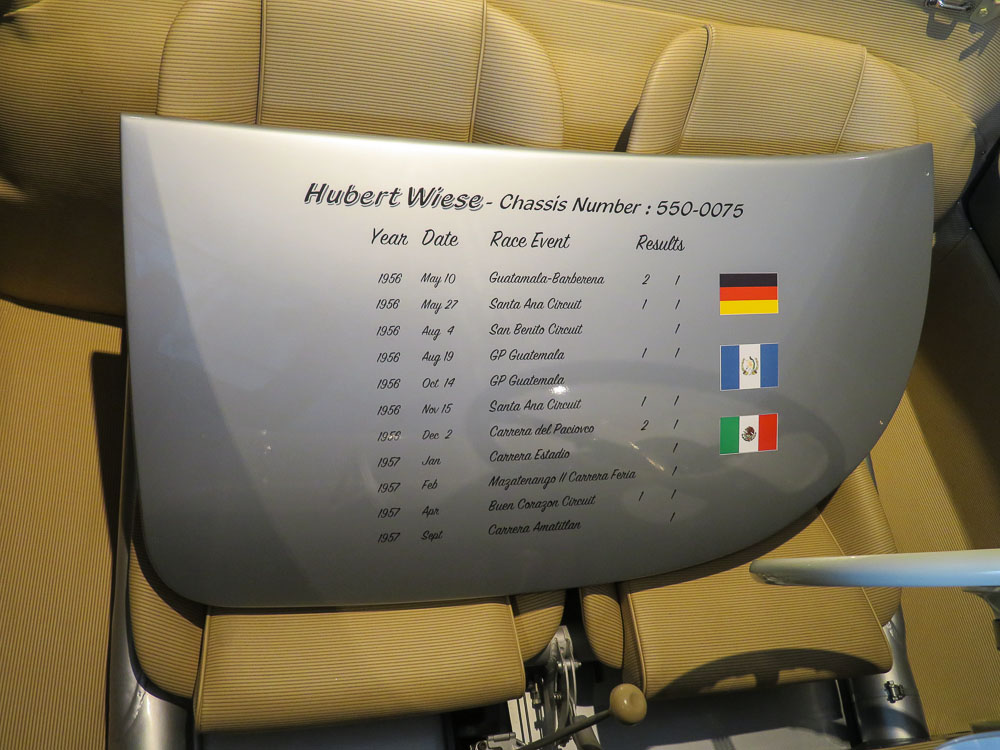 Hubert Wiese - Chassis Number : 550-0075
Year Date Race Event Results
1956 May 10 Guatamala-Barberena 2 1
1956 May 27 Santa Ana Circuit 1 1
1956 Aug 4 San Benito Circuit 1
1956 Aug 19 GP Guatemala 1 1
1956 Oct 14 GP Guatemala
1956 Nov 15 Santa Ana Circuit 1 1
1956 Dec 2 Carrera del Paciovco 2 1
1957 Jan Carrera Estadio 1
1957 Feb Mazatenango II Carrera Feria 1
1957 Apr Buen Corazon Circuit 1 1
1957 Sept Carrera Amatitlan 1